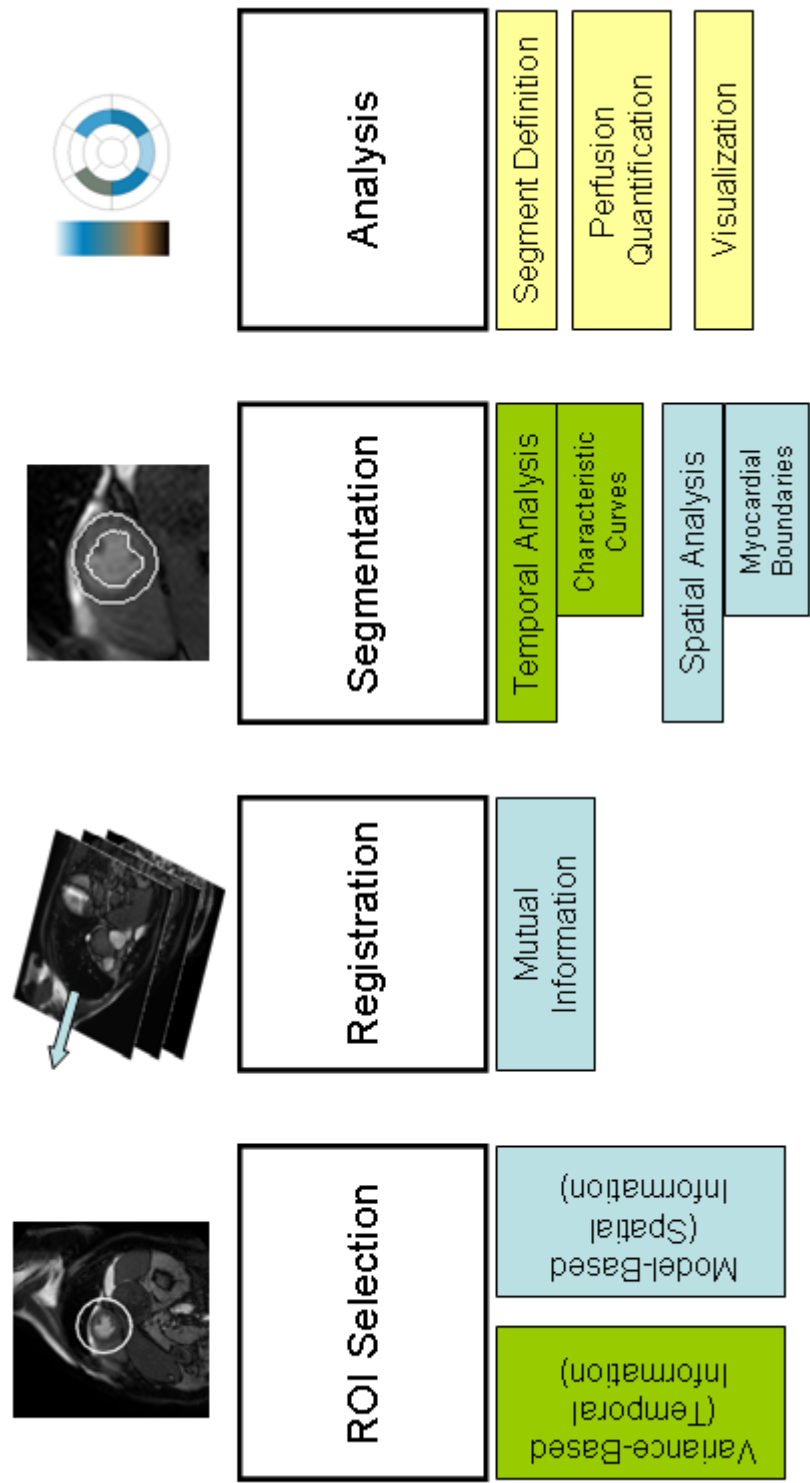 ROI Selection
Variance-Based
(Temporal
Information)
Model-Based
(Spatial
Information)
Registration
Mutual
Information
Segmentation
Temporal Analysis
Characteristic
Curves
Spatial Analysis
Myocardial
Boundaries
Analysis
Segment Definition
Perfusion
Quantification
Visualization